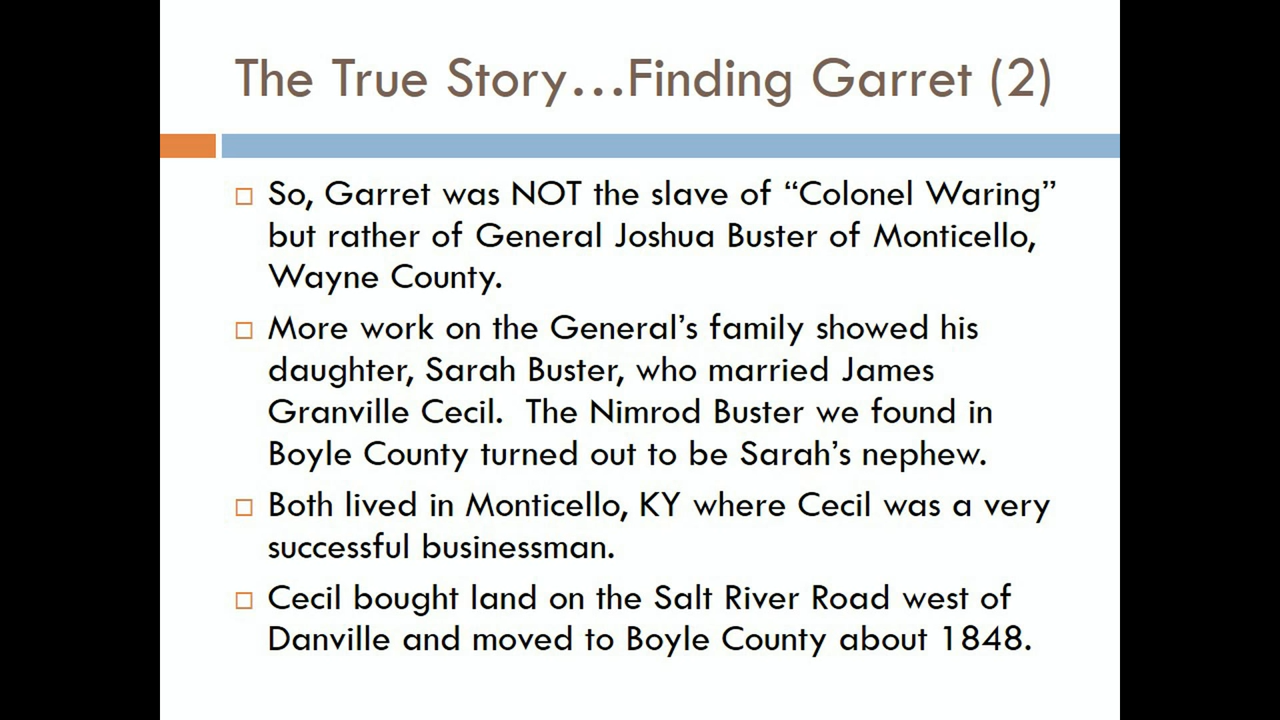 The True Story...Finding Garret (2)
So, Garret was NOT the slave of “Colonel Waring”
but rather of General Joshua Buster of Monticello,
Wayne County.
More work on the General’s family showed his
daughter, Sarah Buster, who married James
Granville Cecil.  The Nimrod Buster we found in
Boyle County turned out to be Sarah’s nephew.
Both lived in Monticello, KY where Cecil was a very
successful businessman.
Cecil bought land on the Salt River Road west of
Danville and moved to Boyle County about 1848.